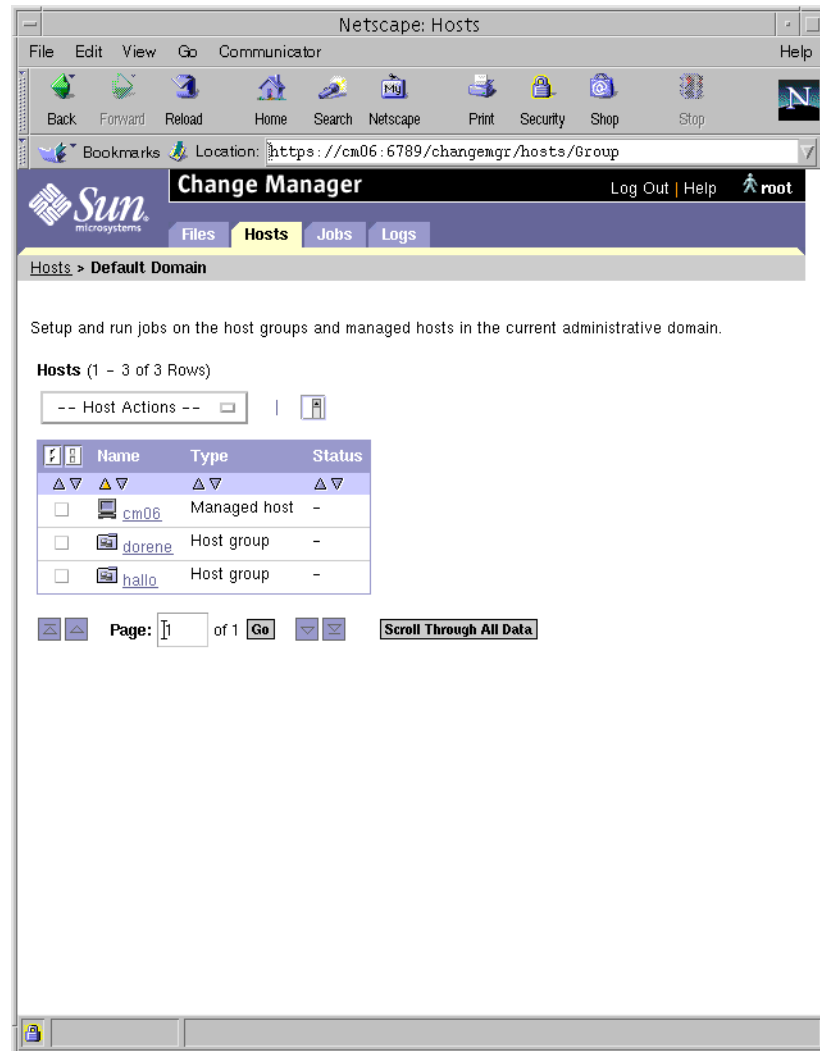 Netscape: Hosts
File Edit View Go Communicator Help
Back Forward Reload Home Search Netscape Print Security Shop Stop
My
N
Bookmarks Location: https://cm06:6789/changemgr/hosts/Group
Sun microsystems
Change Manager Log Out | Help root
Files Hosts Jobs Logs
Hosts > Default Domain
Setup and run jobs on the host groups and managed hosts in the current administrative domain.
Hosts (1 – 3 of 3 Rows)
-- Host Actions -- |
Name Type Status
cm06 Managed host –
dorene Host group –
hallo Host group –
Page: 1 of 1 Go Scroll Through All Data